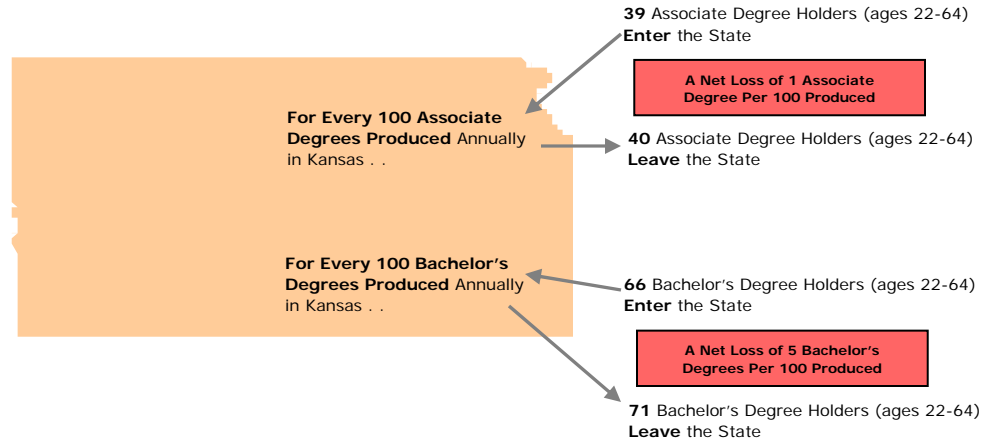 39 Associate Degree Holders (ages 22-64)
Enter the State
A Net Loss of 1 Associate
Degree Per 100 Produced
For Every 100 Associate
Degrees Produced Annually
in Kansas . .
40 Associate Degree Holders (ages 22-64)
Leave the State
For Every 100 Bachelor's
Degrees Produced Annually
in Kansas . .
66 Bachelor's Degree Holders (ages 22-64)
Enter the State
A Net Loss of 5 Bachelor's
Degrees Per 100 Produced
71 Bachelor's Degree Holders (ages 22-64)
Leave the State